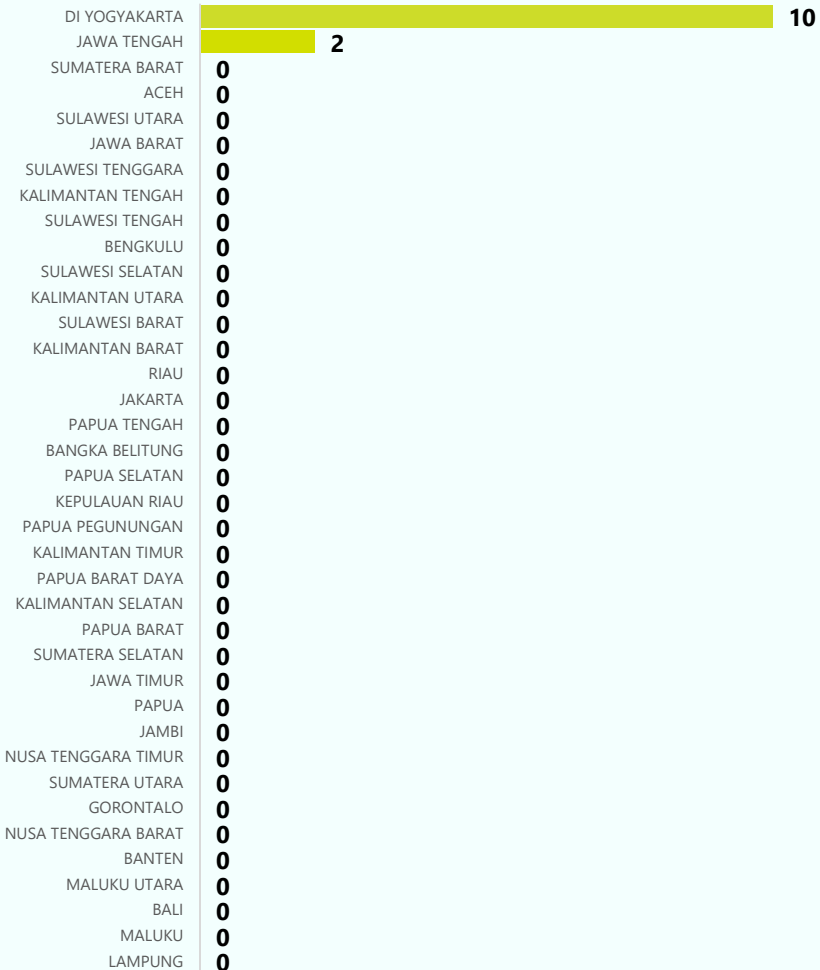 DI YOGYAKARTA 10
JAWA TENGAH 2
SUMATERA BARAT 0
ACEH 0
SULAWESI UTARA 0
JAWA BARAT 0
SULAWESI TENGGARA 0
KALIMANTAN TENGAH 0
SULAWESI TENGAH 0
BENGKULU 0
SULAWESI SELATAN 0
KALIMANTAN UTARA 0
SULAWESI BARAT 0
KALIMANTAN BARAT 0
RIAU 0
JAKARTA 0
PAPUA TENGAH 0
BANGKA BELITUNG 0
PAPUA SELATAN 0
KEPULAUAN RIAU 0
PAPUA PEGUNUNGAN 0
KALIMANTAN TIMUR 0
PAPUA BARAT DAYA 0
KALIMANTAN SELATAN 0
PAPUA BARAT 0
SUMATERA SELATAN 0
JAWA TIMUR 0
PAPUA 0
JAMBI 0
NUSA TENGGARA TIMUR 0
SUMATERA UTARA 0
GORONTALO 0
NUSA TENGGARA BARAT 0
BANTEN 0
MALUKU UTARA 0
BALI 0
MALUKU 0
LAMPUNG 0